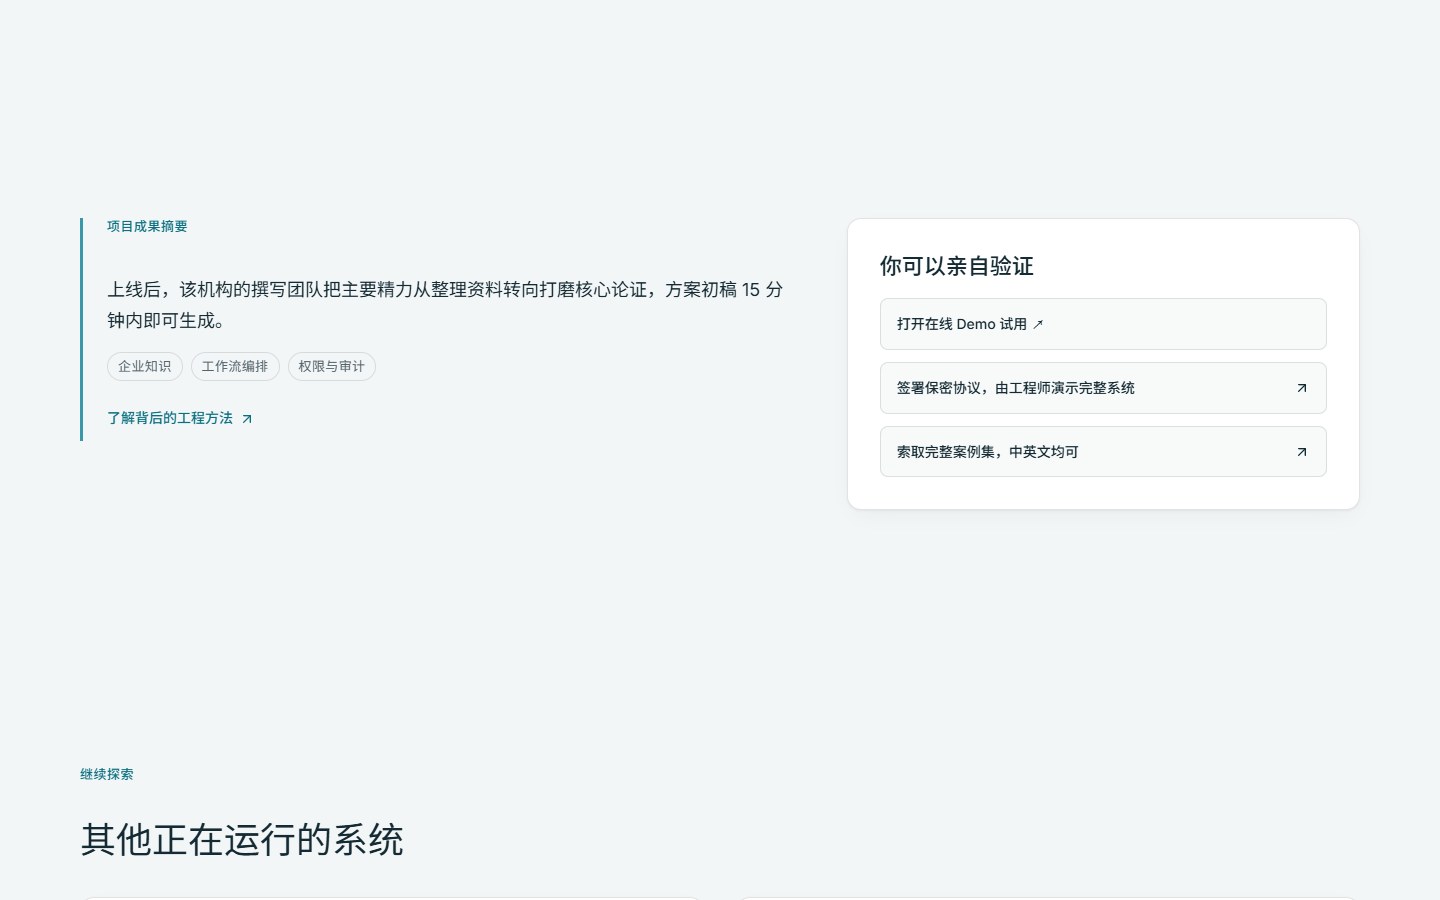 项目成果摘要
上线后，该机构的撰写团队把主要精力从整理资料转向打磨核心论证，方案初稿 15 分
钟内即可生成。
企业知识
工作流编排
权限与审计
了解背后的工程方法
你可以亲自验证
打开在线 Demo 试用 ↗
签署保密协议，由工程师演示完整系统
索取完整案例集，中英文均可
继续探索
其他正在运行的系统